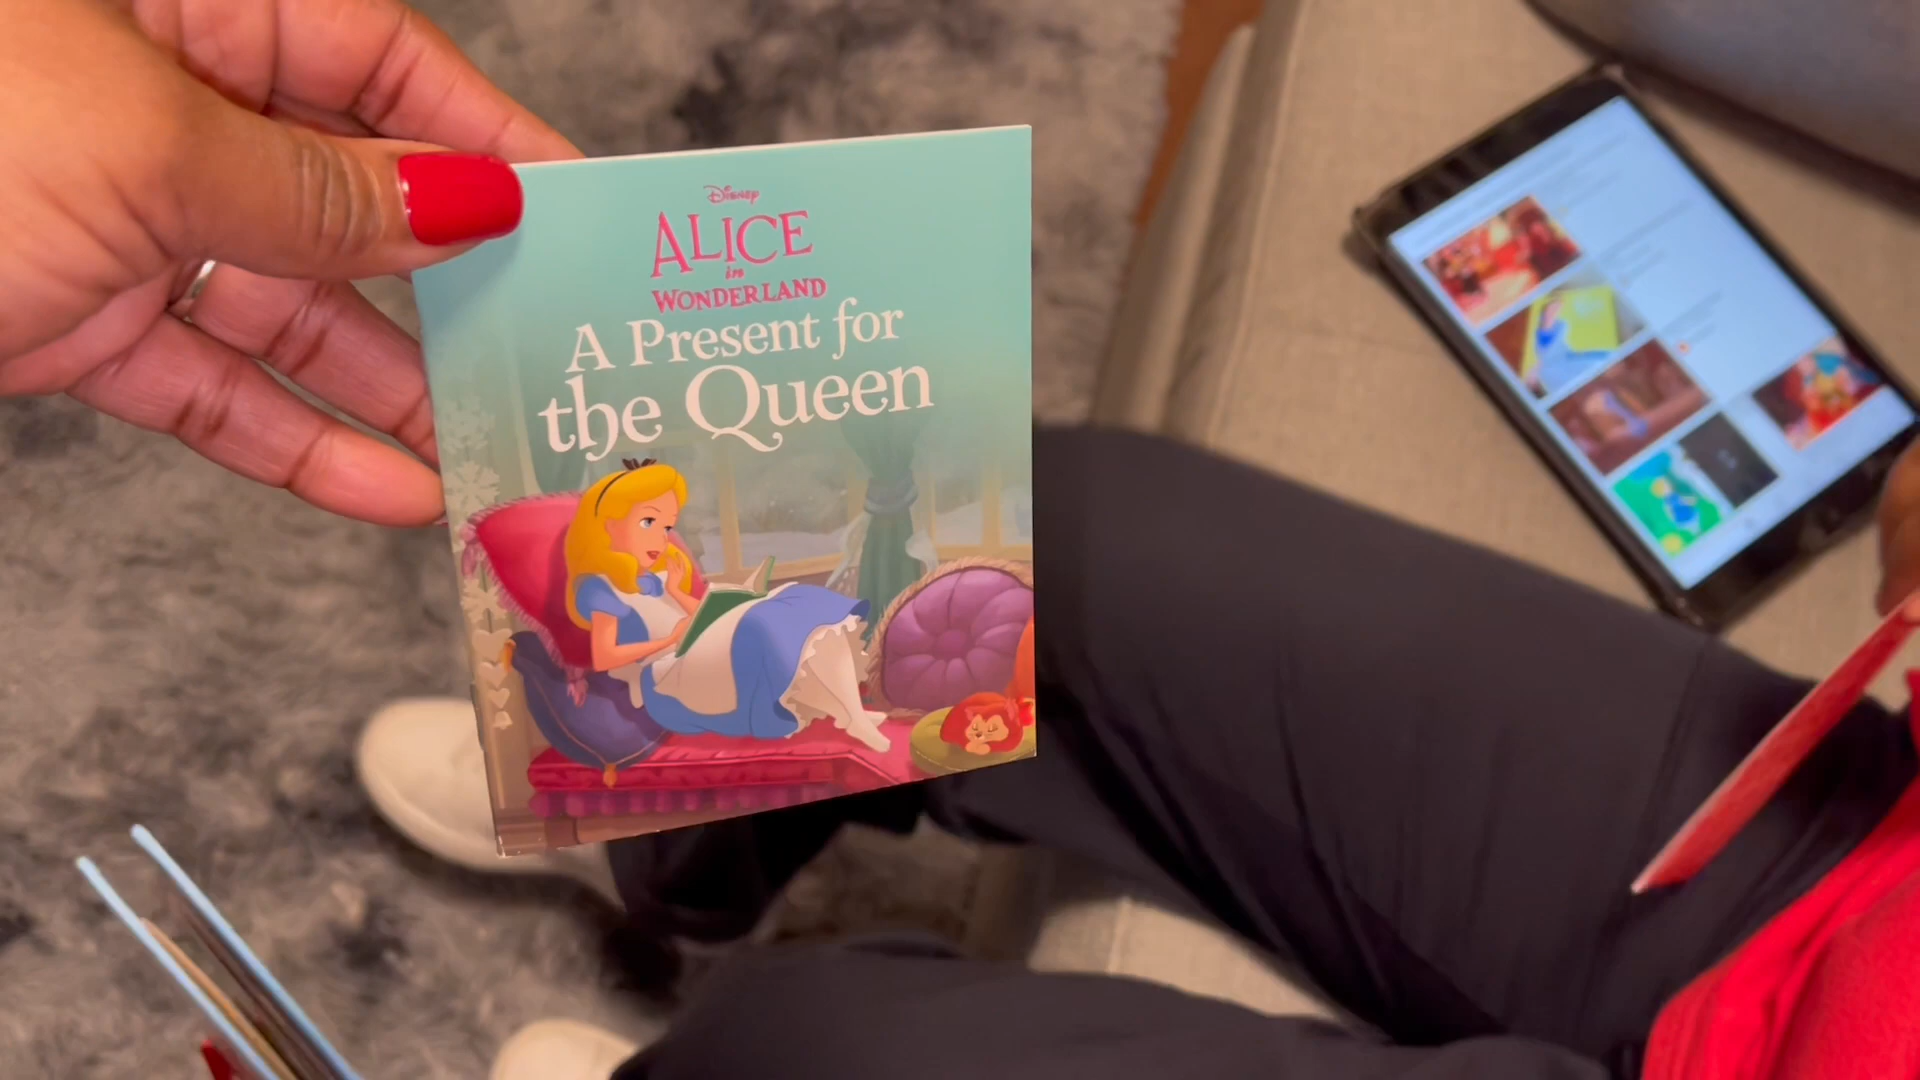 Disney
ALICE
in
WONDERLAND
A Present for
the Queen